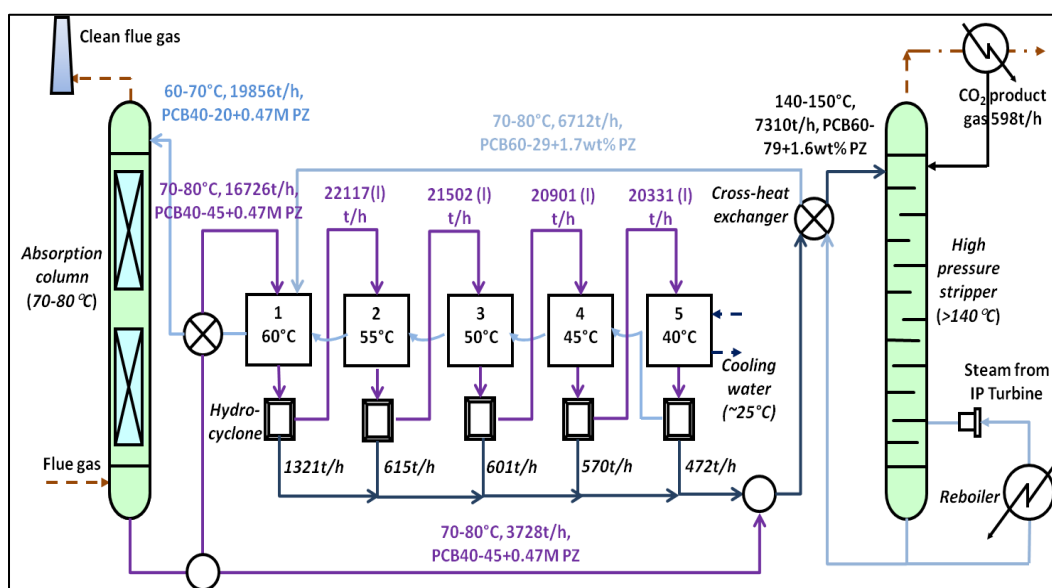 Clean flue gas
60-70°C, 19856t/h,
PCB40-20+0.47M PZ
70-80°C, 16726t/h,
PCB40-45+0.47M PZ
22117(l)
t/h
21502 (l)
t/h
20901 (l)
t/h
20331 (l)
t/h
70-80°C, 6712t/h,
PCB60-29+1.7wt% PZ
140-150°C,
7310t/h, PCB60-
79+1.6wt% PZ
CO2 product
gas 598t/h
Cross-heat
exchanger
Absorption
column
(70-80 °C)
1
60°C
2
55°C
3
50°C
4
45°C
5
40°C
Cooling
water
(~25°C)
High
pressure
stripper
(>140 °C)
Steam from
IP Turbine
Reboiler
Hydro-
cyclone
1321t/h
615t/h
601t/h
570t/h
472t/h
Flue gas
70-80°C, 3728t/h,
PCB40-45+0.47M PZ